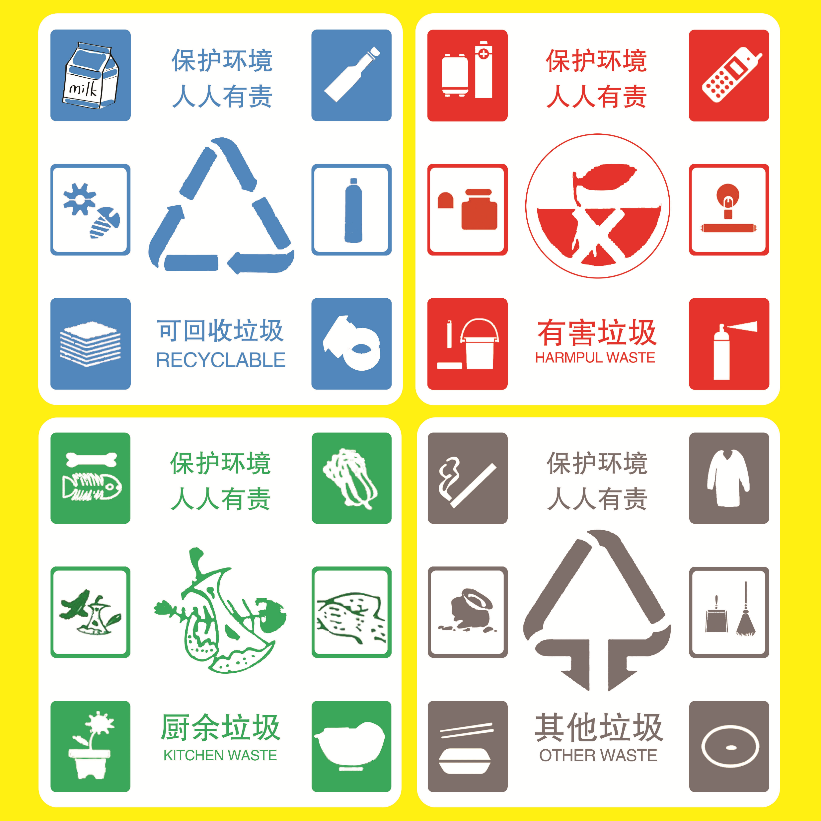 milk
保护环境
人人有责
可回收垃圾
RECYCLABLE
保护环境
人人有责
有害垃圾
HARMPUL WASTE
保护环境
人人有责
厨余垃圾
KITCHEN WASTE
保护环境
人人有责
其他垃圾
OTHER WASTE